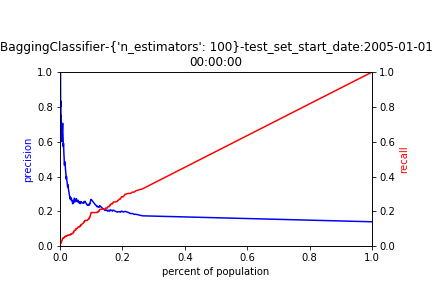 BaggingClassifier-{'n_estimators': 100}-test_set_start_date:2005-01-01
00:00:00
1.0 1.0
0.8 0.8
precision 0.6 0.6 recall
0.4 0.4
0.2 0.2
0.0 0.0
0.0 0.2 0.4 0.6 0.8 1.0
percent of population